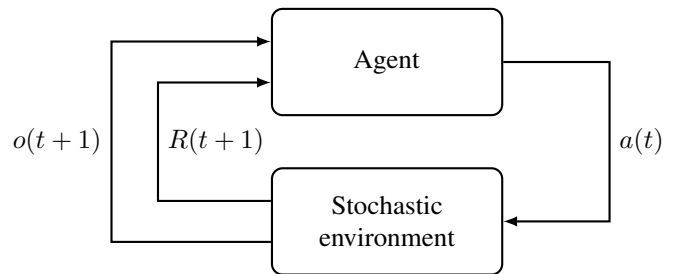 Agent
o(t + 1)
R(t + 1)
a(t)
Stochastic
environment